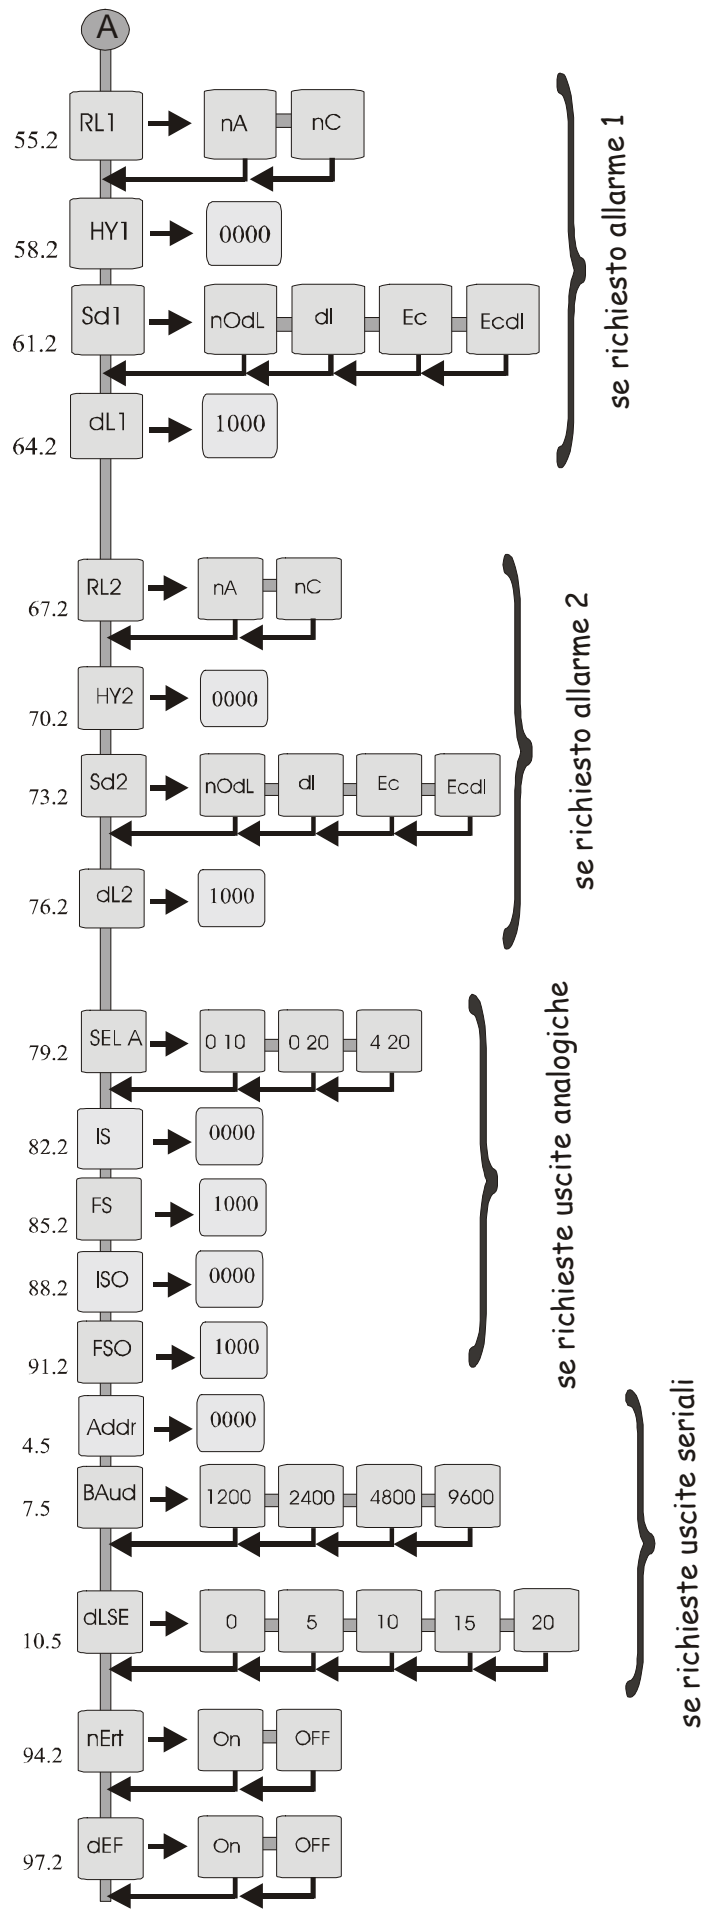 A
55.2 RL1 nA nC
58.2 HY1 0000
61.2 Sd1 nOdL dI Ec EcdI
64.2 dL1 1000
se richiesto allarme 1
67.2 RL2 nA nC
70.2 HY2 0000
73.2 Sd2 nOdL dI Ec EcdI
76.2 dL2 1000
se richiesto allarme 2
79.2 SEL A 0 10 0 20 4 20
82.2 IS 0000
85.2 FS 1000
88.2 ISO 0000
91.2 FSO 1000
se richieste uscite analogiche
4.5 Addr 0000
7.5 BAud 1200 2400 4800 9600
10.5 dLSE 0 5 10 15 20
se richieste uscite seriali
94.2 nErt On OFF
97.2 dEF On OFF